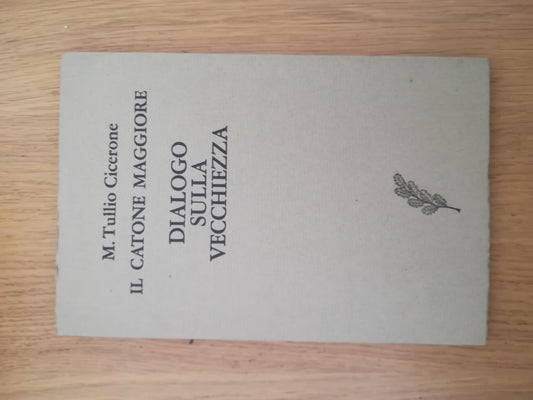 M. Tullio Cicerone
IL CATONE MAGGIORE
DIALOGO
SULLA
VECCHIEZZA